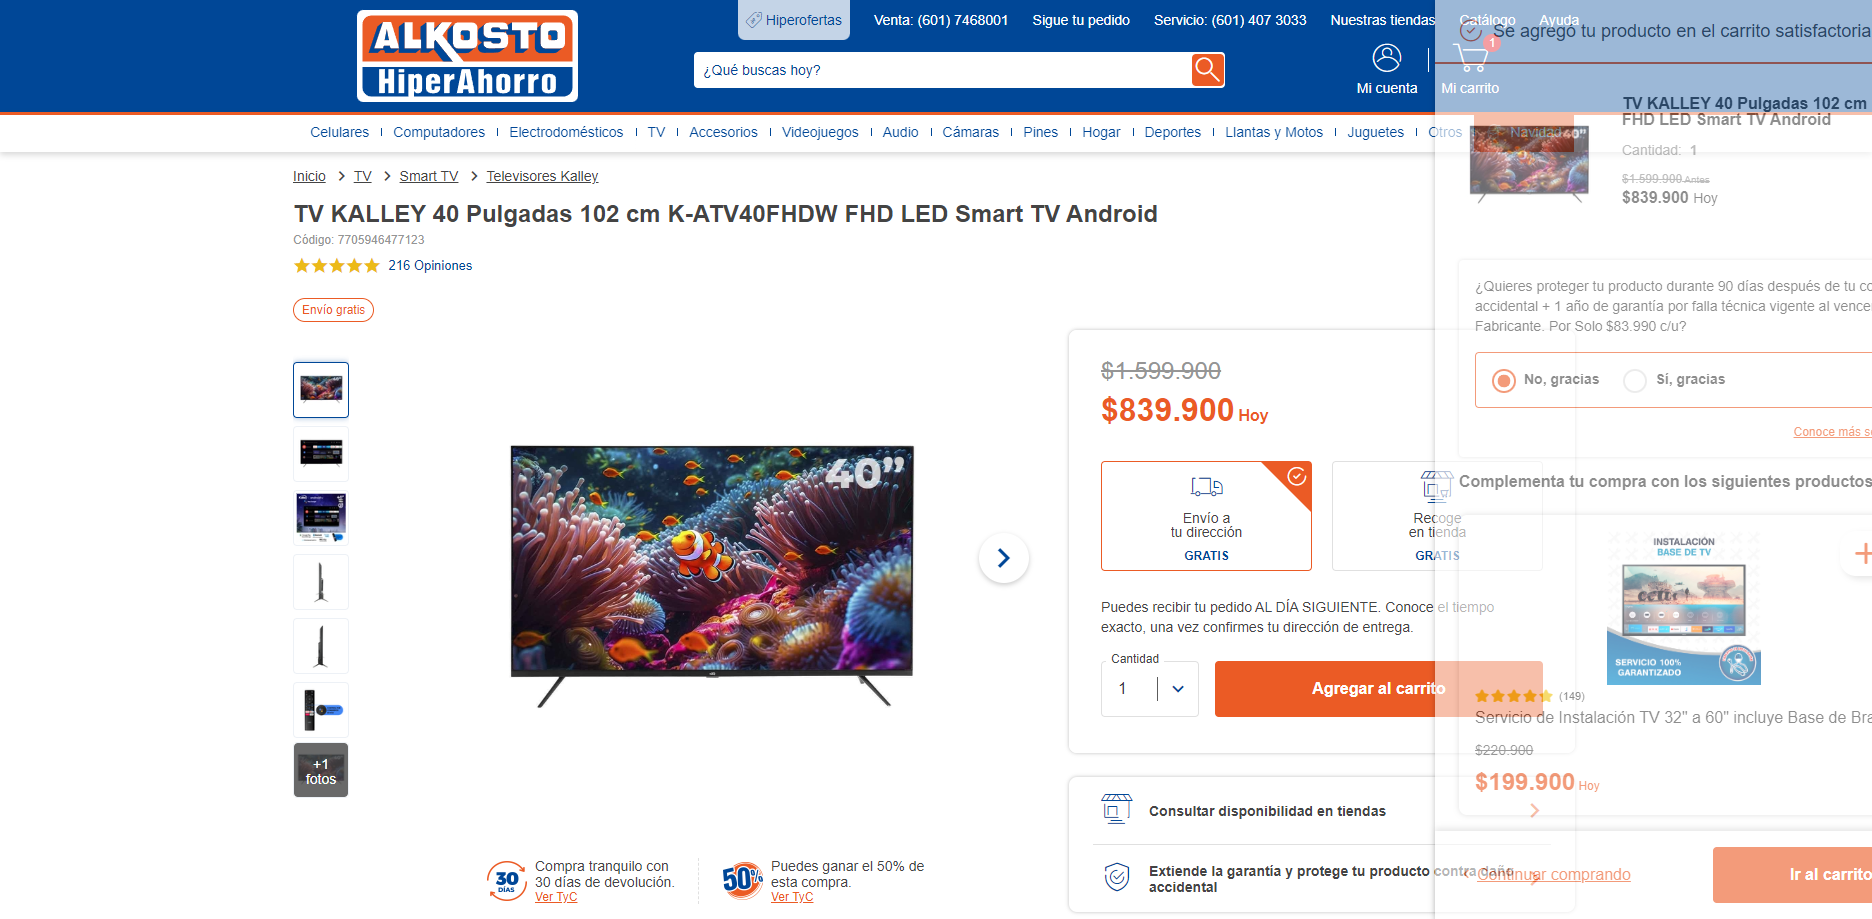 ALKOSTO
HiperAhorro
Hiperofertas
Venta: (601) 7468001
Sigue tu pedido
Servicio: (601) 407 3033
Nuestras tiendas
Catálogo
Ayuda
¿Qué buscas hoy?
Mi cuenta
1
Mi carrito
Celulares
Computadores
Electrodomésticos
TV
Accesorios
Videojuegos
Audio
Cámaras
Pines
Hogar
Deportes
Llantas y Motos
Juguetes
Otros
Navidad
Inicio > TV > Smart TV > Televisores Kalley
TV KALLEY 40 Pulgadas 102 cm K-ATV40FHDW FHD LED Smart TV Android
Código: 7705946477123
216 Opiniones
Envío gratis
+1
fotos
40”
$1.599.900
$839.900 Hoy
Envío a
tu dirección
GRATIS
Recoge
en tienda
GRATIS
Puedes recibir tu pedido AL DÍA SIGUIENTE. Conoce el tiempo
exacto, una vez confirmes tu dirección de entrega.
Cantidad
1
Agregar al carrito
Consultar disponibilidad en tiendas
Extiende la garantía y protege tu producto contra daño
accidental
30
DÍAS
Compra tranquilo con
30 días de devolución.
Ver TyC
50%
Puedes ganar el 50% de
esta compra.
Ver TyC
Se agregó tu producto en el carrito satisfactoria
40”
TV KALLEY 40 Pulgadas 102 cm
FHD LED Smart TV Android
Cantidad: 1
$1.599.900 Antes
$839.900 Hoy
¿Quieres proteger tu producto durante 90 días después de tu co
accidental + 1 año de garantía por falla técnica vigente al vence
Fabricante. Por Solo $83.990 c/u?
No, gracias
Sí, gracias
Conoce más s
Complementa tu compra con los siguientes productos
INSTALACIÓN
BASE DE TV
SERVICIO 100%
GARANTIZADO
(149)
Servicio de Instalación TV 32" a 60" incluye Base de Bra
$220.900
$199.900 Hoy
Continuar comprando
Ir al carrito